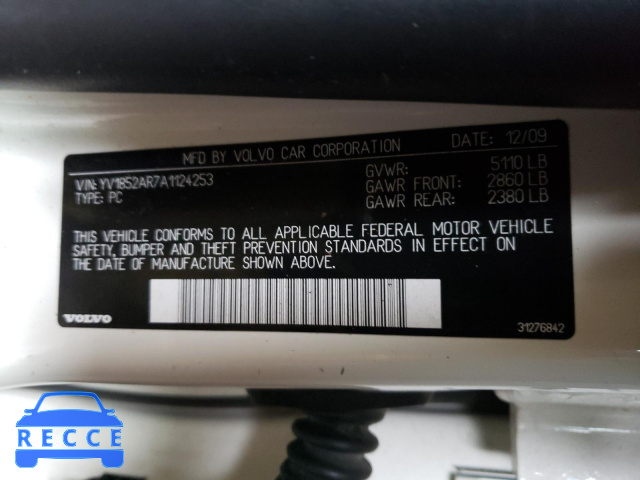 MFD BY VOLVO CAR CORPORATION DATE: 12/09
VIN: YV1852AR7A1124253 GVWR: 5110 LB
TYPE: PC GAWR FRONT: 2860 LB
GAWR REAR: 2380 LB
THIS VEHICLE CONFORMS TO ALL APPLICABLE FEDERAL MOTOR VEHICLE
SAFETY, BUMPER AND THEFT PREVENTION STANDARDS IN EFFECT ON
THE DATE OF MANUFACTURE SHOWN ABOVE.
VOLVO 31276842
RECCE